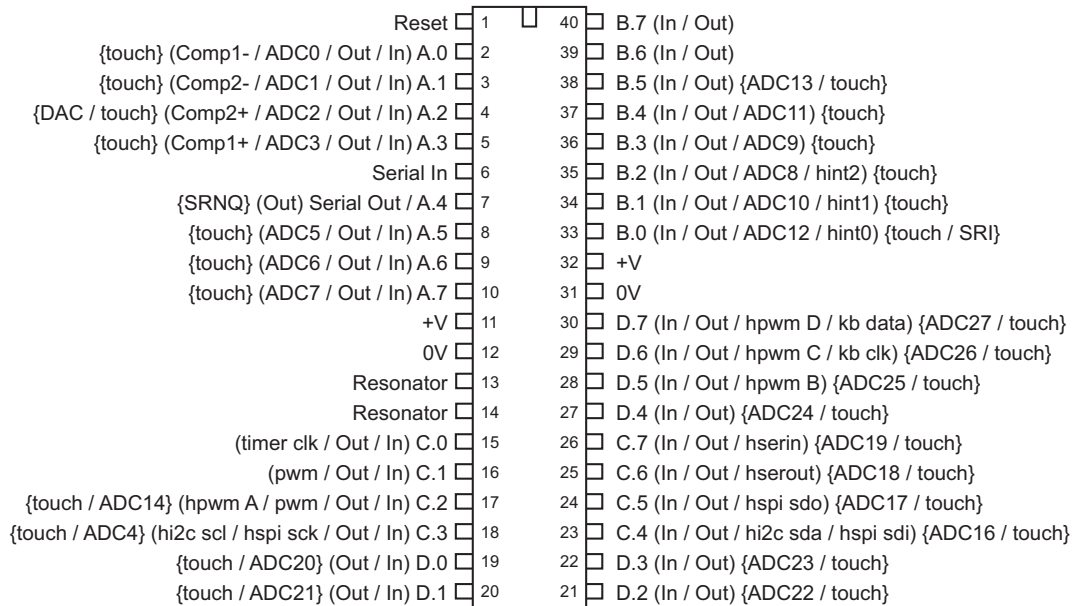 Reset 1 40 B.7 (In / Out)
{touch} (Comp1- / ADC0 / Out / In) A.0 2 39 B.6 (In / Out)
{touch} (Comp2- / ADC1 / Out / In) A.1 3 38 B.5 (In / Out) {ADC13 / touch}
{DAC / touch} (Comp2+ / ADC2 / Out / In) A.2 4 37 B.4 (In / Out / ADC11) {touch}
{touch} (Comp1+ / ADC3 / Out / In) A.3 5 36 B.3 (In / Out / ADC9) {touch}
Serial In 6 35 B.2 (In / Out / ADC8 / hint2) {touch}
{SRNQ} (Out) Serial Out / A.4 7 34 B.1 (In / Out / ADC10 / hint1) {touch}
{touch} (ADC5 / Out / In) A.5 8 33 B.0 (In / Out / ADC12 / hint0) {touch / SRI}
{touch} (ADC6 / Out / In) A.6 9 32 +V
{touch} (ADC7 / Out / In) A.7 10 31 0V
+V 11 30 D.7 (In / Out / hpwm D / kb data) {ADC27 / touch}
0V 12 29 D.6 (In / Out / hpwm C / kb clk) {ADC26 / touch}
Resonator 13 28 D.5 (In / Out / hpwm B) {ADC25 / touch}
Resonator 14 27 D.4 (In / Out) {ADC24 / touch}
(timer clk / Out / In) C.0 15 26 C.7 (In / Out / hserin) {ADC19 / touch}
(pwm / Out / In) C.1 16 25 C.6 (In / Out / hserout) {ADC18 / touch}
{touch / ADC14} (hpwm A / pwm / Out / In) C.2 17 24 C.5 (In / Out / hspi sdo) {ADC17 / touch}
{touch / ADC4} (hi2c scl / hspi sck / Out / In) C.3 18 23 C.4 (In / Out / hi2c sda / hspi sdi) {ADC16 / touch}
{touch / ADC20} (Out / In) D.0 19 22 D.3 (In / Out) {ADC23 / touch}
{touch / ADC21} (Out / In) D.1 20 21 D.2 (In / Out) {ADC22 / touch}